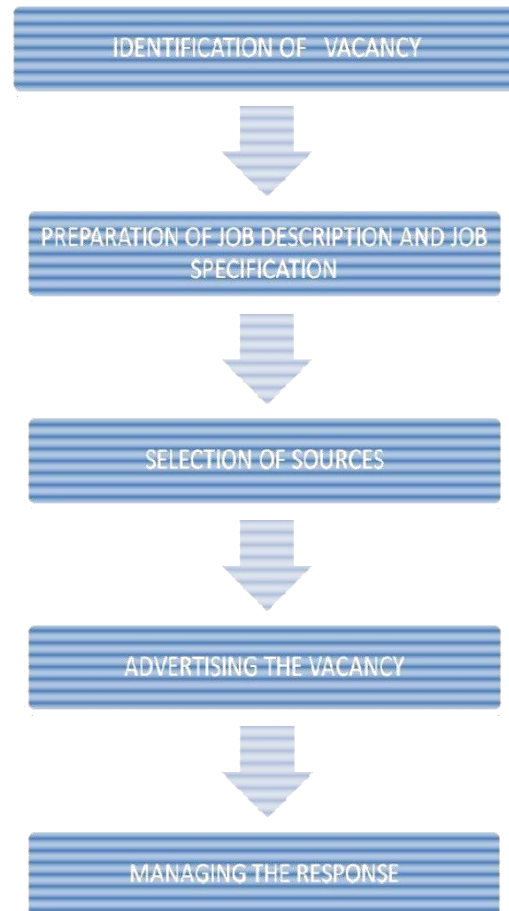 IDENTIFICATION OF VACANCY
PREPARATION OF JOB DESCRIPTION AND JOB
SPECIFICATION
SELECTION OF SOURCES
ADVERTISING THE VACANCY
MANAGING THE RESPONSE